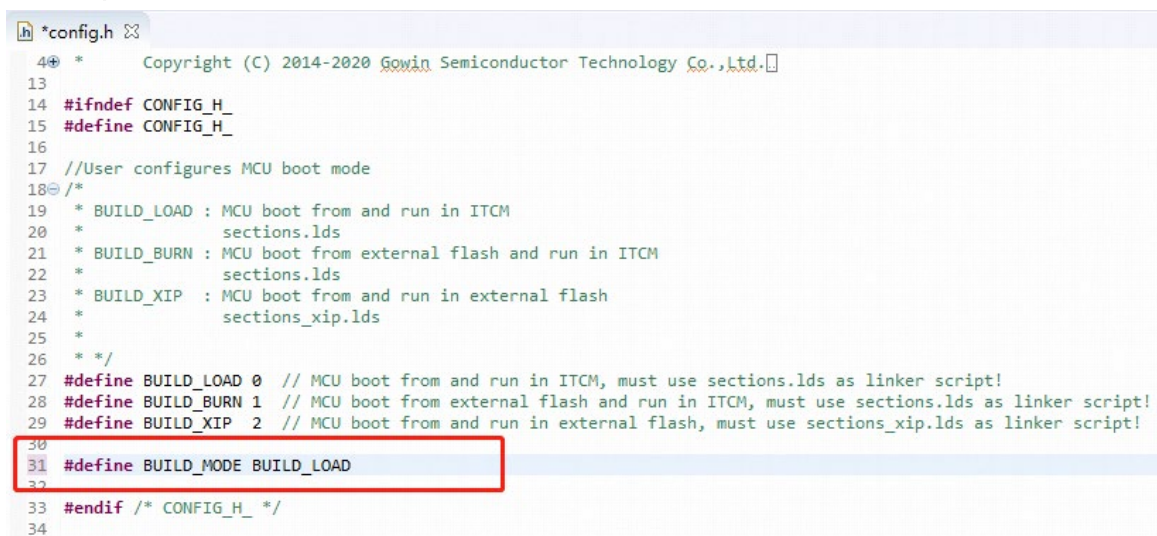 *config.h
4 * Copyright (C) 2014-2020 Gowin Semiconductor Technology Co.,Ltd.
13
14 #ifndef CONFIG_H_
15 #define CONFIG_H_
16
17 //User configures MCU boot mode
18 /*
19 * BUILD_LOAD : MCU boot from and run in ITCM
20 * sections.lds
21 * BUILD_BURN : MCU boot from external flash and run in ITCM
22 * sections.lds
23 * BUILD_XIP : MCU boot from and run in external flash
24 * sections_xip.lds
25 *
26 * */
27 #define BUILD_LOAD 0 // MCU boot from and run in ITCM, must use sections.lds as linker script!
28 #define BUILD_BURN 1 // MCU boot from external flash and run in ITCM, must use sections.lds as linker script!
29 #define BUILD_XIP 2 // MCU boot from and run in external flash, must use sections_xip.lds as linker script!
30
31 #define BUILD_MODE BUILD_LOAD
32
33 #endif /* CONFIG_H_ */
34